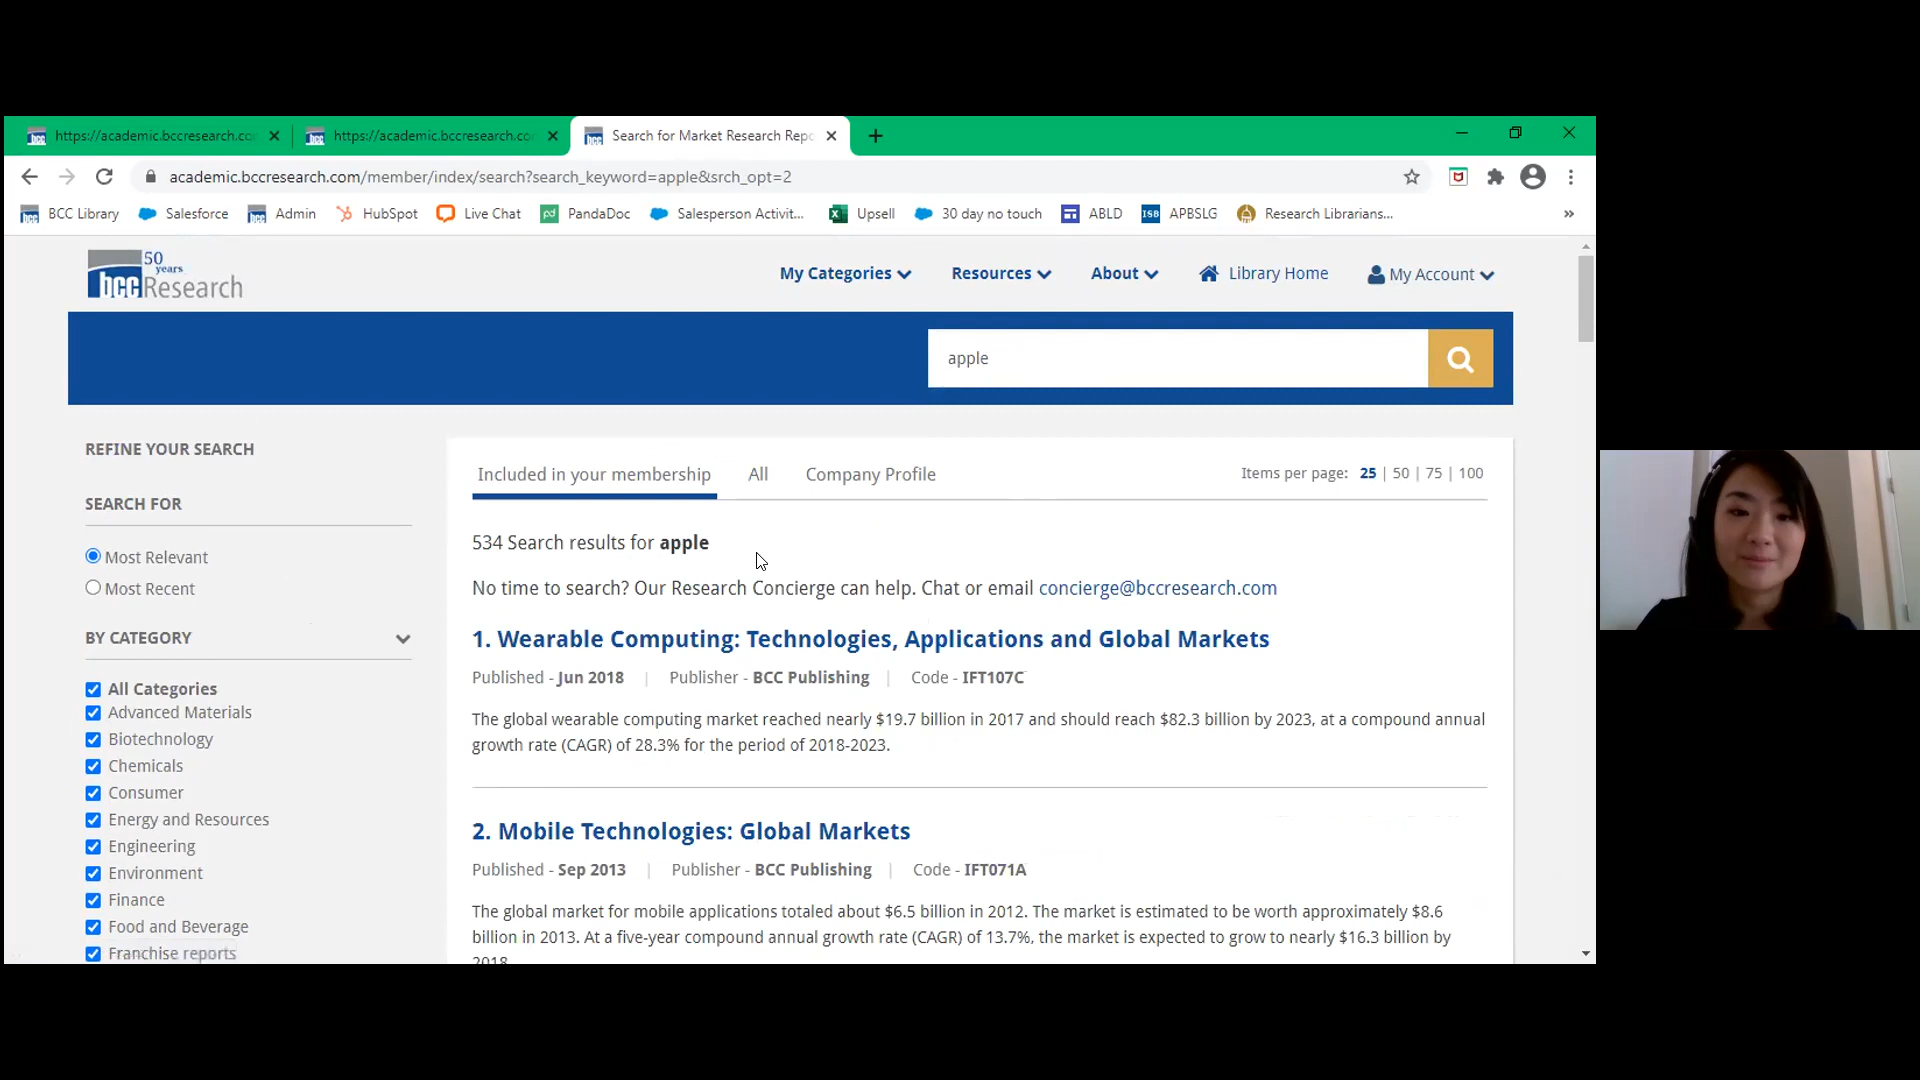 https://academic.bccresearch.co
https://academic.bccresearch.co
Search for Market Research Repo
academic.bccresearch.com/member/index/search?search_keyword=apple&srch_opt=2
BCC Library
Salesforce
Admin
HubSpot
Live Chat
PandaDoc
Salesperson Activit...
Upsell
30 day no touch
ABLD
APBSLG
Research Librarians...
»
50 years
bcc Research
My Categories
Resources
About
Library Home
My Account
apple
REFINE YOUR SEARCH
SEARCH FOR
Most Relevant
Most Recent
BY CATEGORY
All Categories
Advanced Materials
Biotechnology
Chemicals
Consumer
Energy and Resources
Engineering
Environment
Finance
Food and Beverage
Franchise reports
Included in your membership
All
Company Profile
Items per page: 25 | 50 | 75 | 100
534 Search results for apple
No time to search? Our Research Concierge can help. Chat or email concierge@bccresearch.com
1. Wearable Computing: Technologies, Applications and Global Markets
Published - Jun 2018 | Publisher - BCC Publishing | Code - IFT107C
The global wearable computing market reached nearly $19.7 billion in 2017 and should reach $82.3 billion by 2023, at a compound annual
growth rate (CAGR) of 28.3% for the period of 2018-2023.
2. Mobile Technologies: Global Markets
Published - Sep 2013 | Publisher - BCC Publishing | Code - IFT071A
The global market for mobile applications totaled about $6.5 billion in 2012. The market is estimated to be worth approximately $8.6
billion in 2013. At a five-year compound annual growth rate (CAGR) of 13.7%, the market is expected to grow to nearly $16.3 billion by
2018.